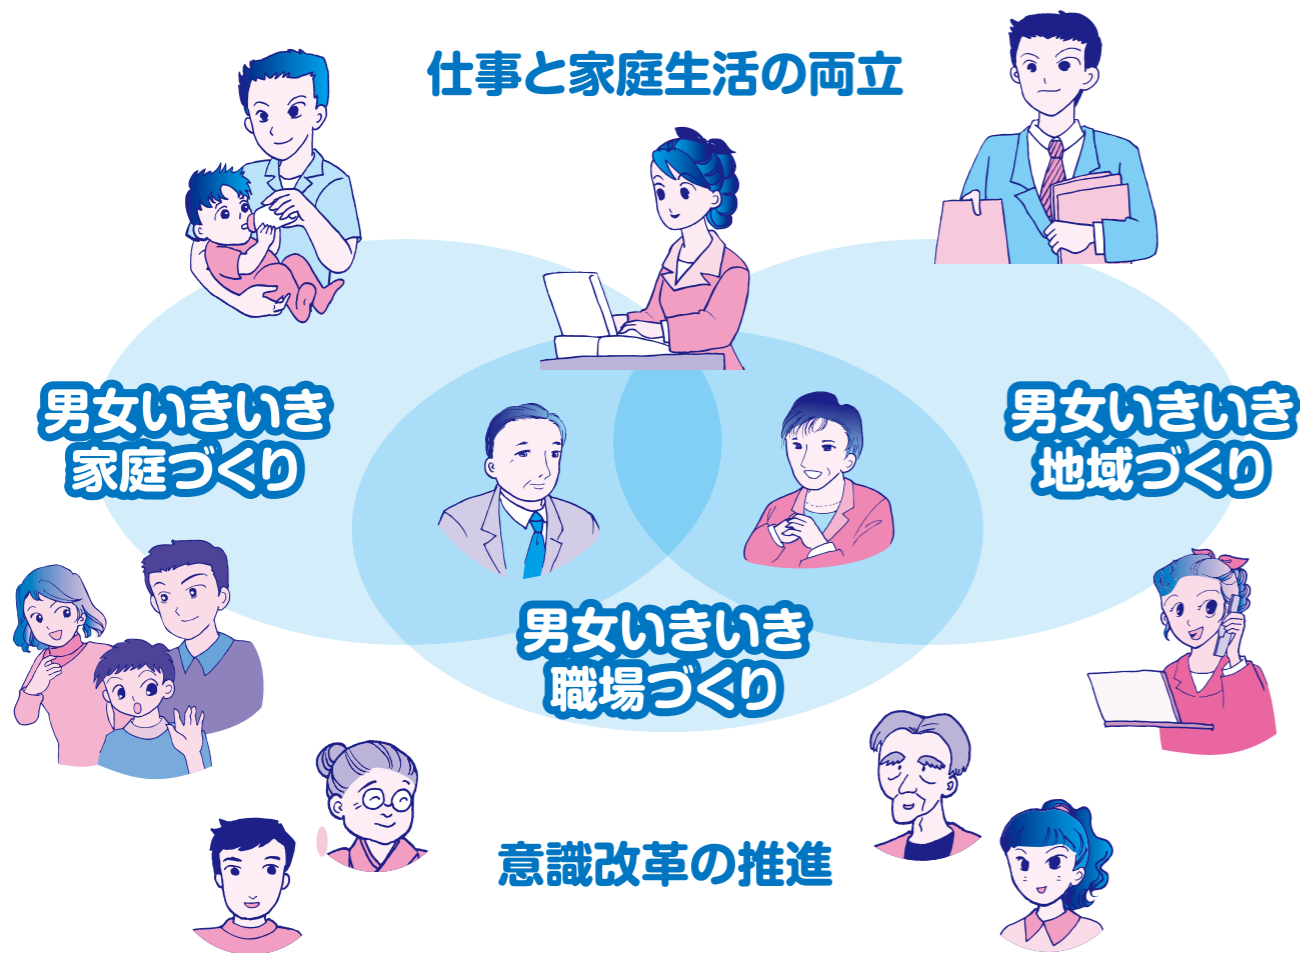 仕事と家庭生活の両立
男女いきいき
家庭づくり
男女いきいき
地域づくり
男女いきいき
職場づくり
意識改革の推進